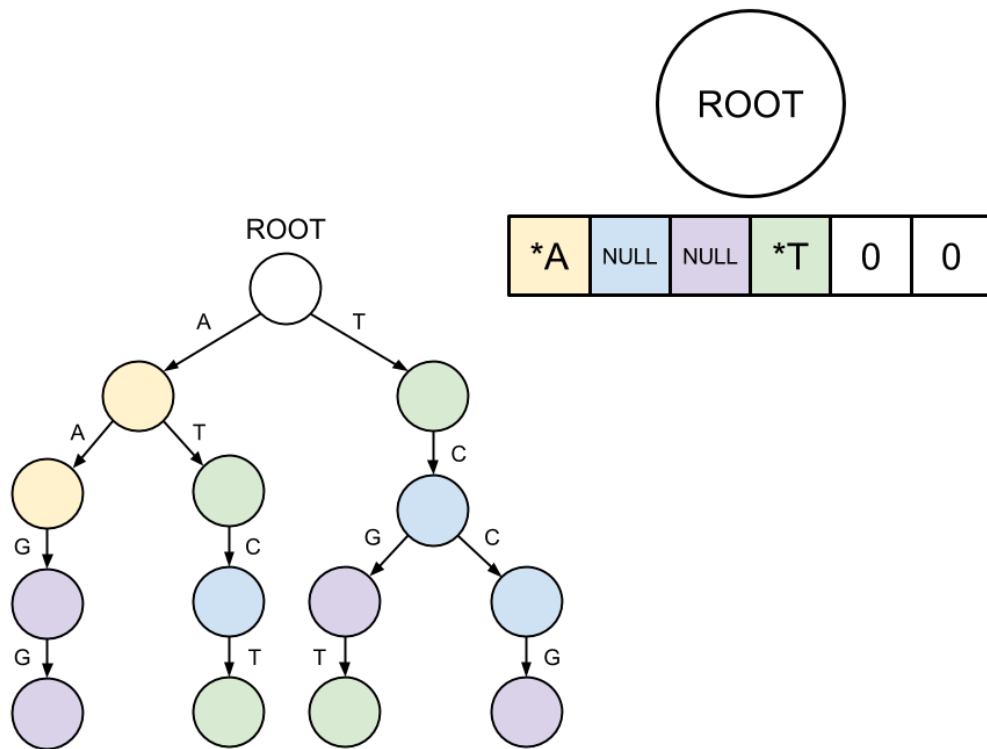 ROOT
*A NULL NULL *T 0 0
ROOT
A T
A T C
G C G C
G T T G